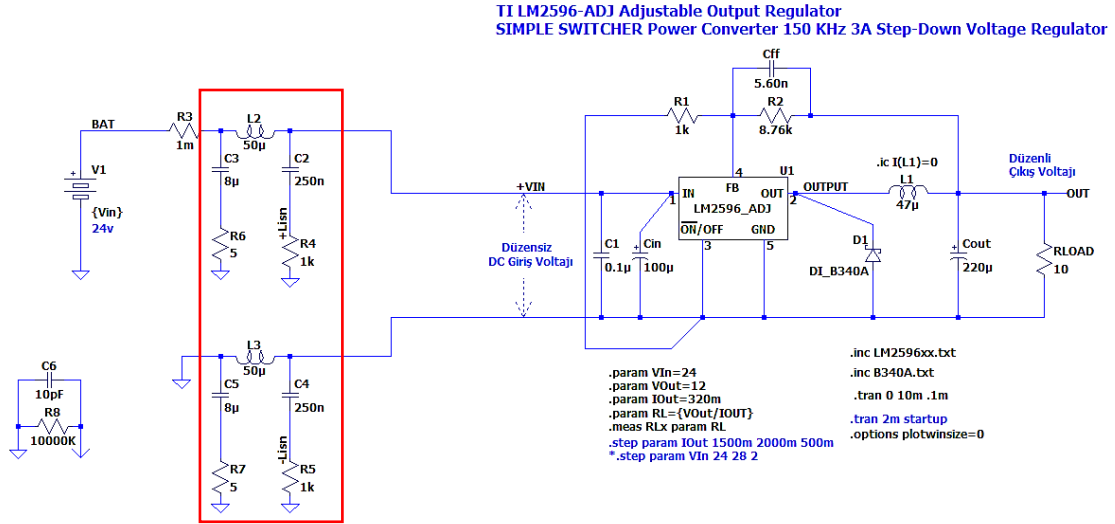 TI LM2596-ADJ Adjustable Output Regulator
SIMPLE SWITCHER Power Converter 150 KHz 3A Step-Down Voltage Regulator
BAT
R3
1m
L2
50µ
C3
8µ
C2
250n
V1
+
{Vin}
24v
R6
5
+Lisn
R4
1k
L3
50µ
C5
8µ
C4
250n
R7
5
-Lisn
R5
1k
C6
10pF
R8
10000K
Cff
5.60n
R1
1k
R2
8.76k
+VIN
Düzensiz
DC Giriş Voltajı
C1
0.1µ
+
Cin
100µ
4
U1
FB
IN
OUT
1
2
LM2596_ADJ
ON/OFF
GND
3
5
OUTPUT
.ic I(L1)=0
L1
47µ
Düzenli
Çıkış Voltajı
OUT
D1
DI_B340A
+
Cout
220µ
RLOAD
10
.param VIn=24
.param VOut=12
.param IOut=320m
.param RL={VOut/IOUT}
.meas RLx param RL
.step param IOut 1500m 2000m 500m
*.step param VIn 24 28 2
.inc LM2596xx.txt
.inc B340A.txt
.tran 0 10m .1m
.tran 2m startup
.options plotwinsize=0